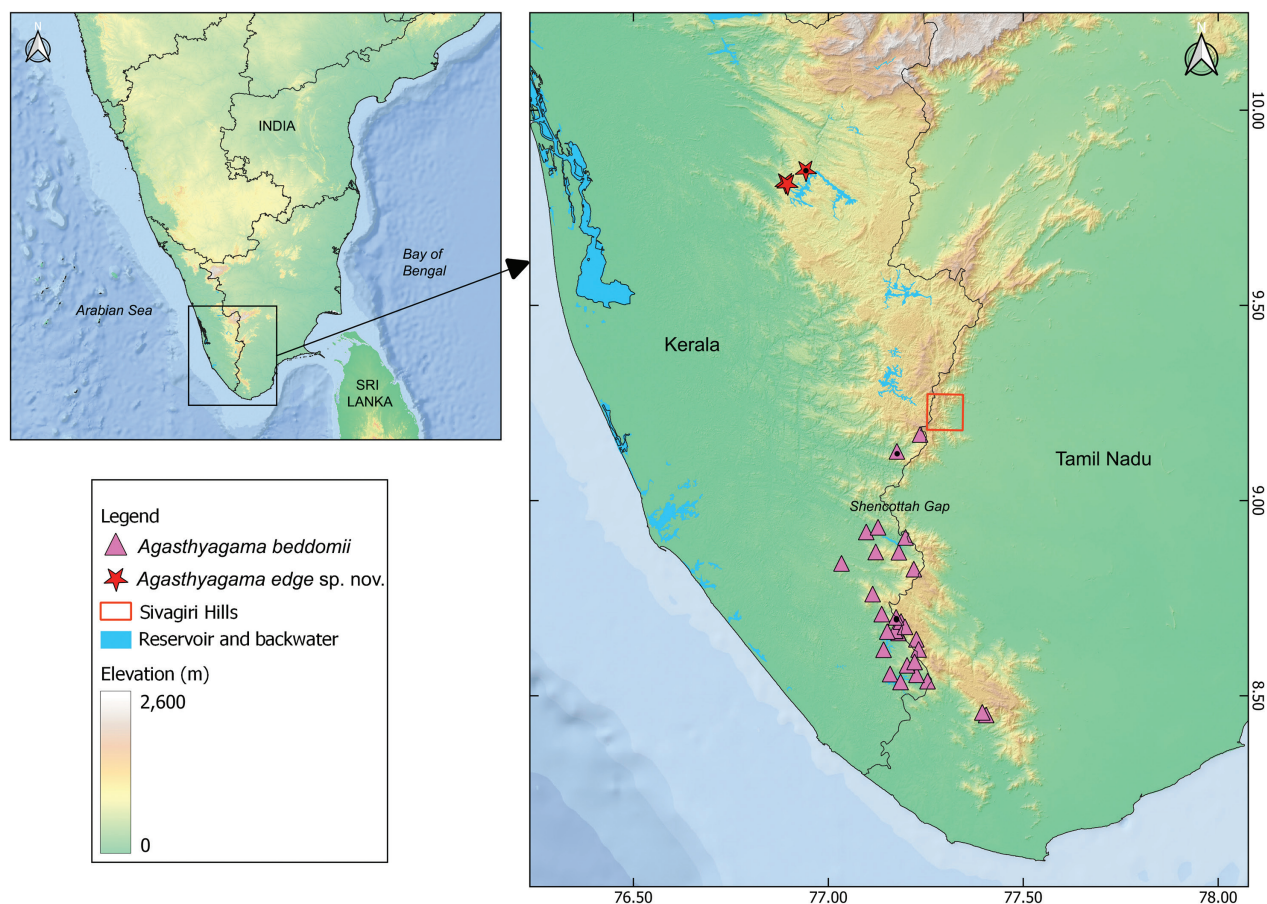 N
INDIA
Bay of
Bengal
Arabian Sea
SRI
LANKA
N
Kerala
Tamil Nadu
Shencottah Gap
10.00
9.50
9.00
8.50
76.50
77.00
77.50
78.00
Legend
Agasthyagama beddomii
Agasthyagama edge sp. nov.
Sivagiri Hills
Reservoir and backwater
Elevation (m)
2,600
0